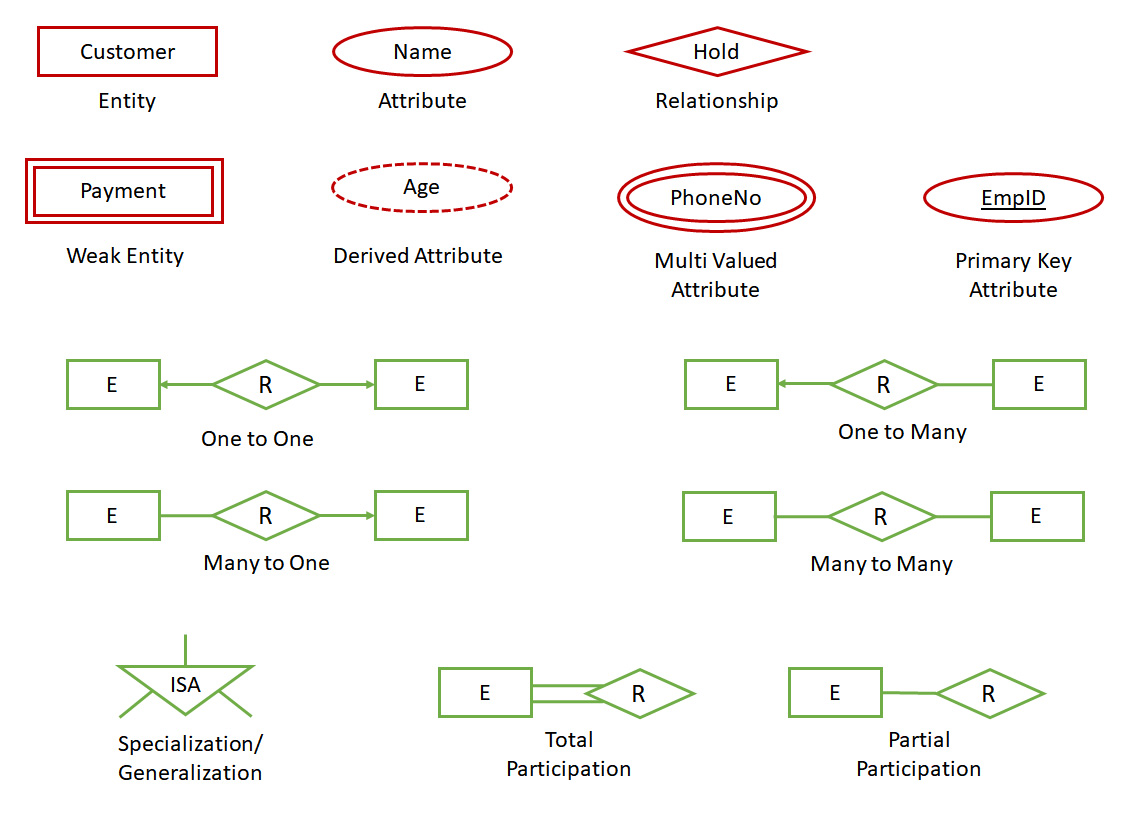 Customer
Name
Hold
Entity
Attribute
Relationship
Payment
Age
PhoneNo
EmpID
Weak Entity
Derived Attribute
Multi Valued
Attribute
Primary Key
Attribute
E
R
E
One to One
E
R
E
One to Many
E
R
E
Many to One
E
R
E
Many to Many
ISA
Specialization/
Generalization
E
R
Total
Participation
E
R
Partial
Participation